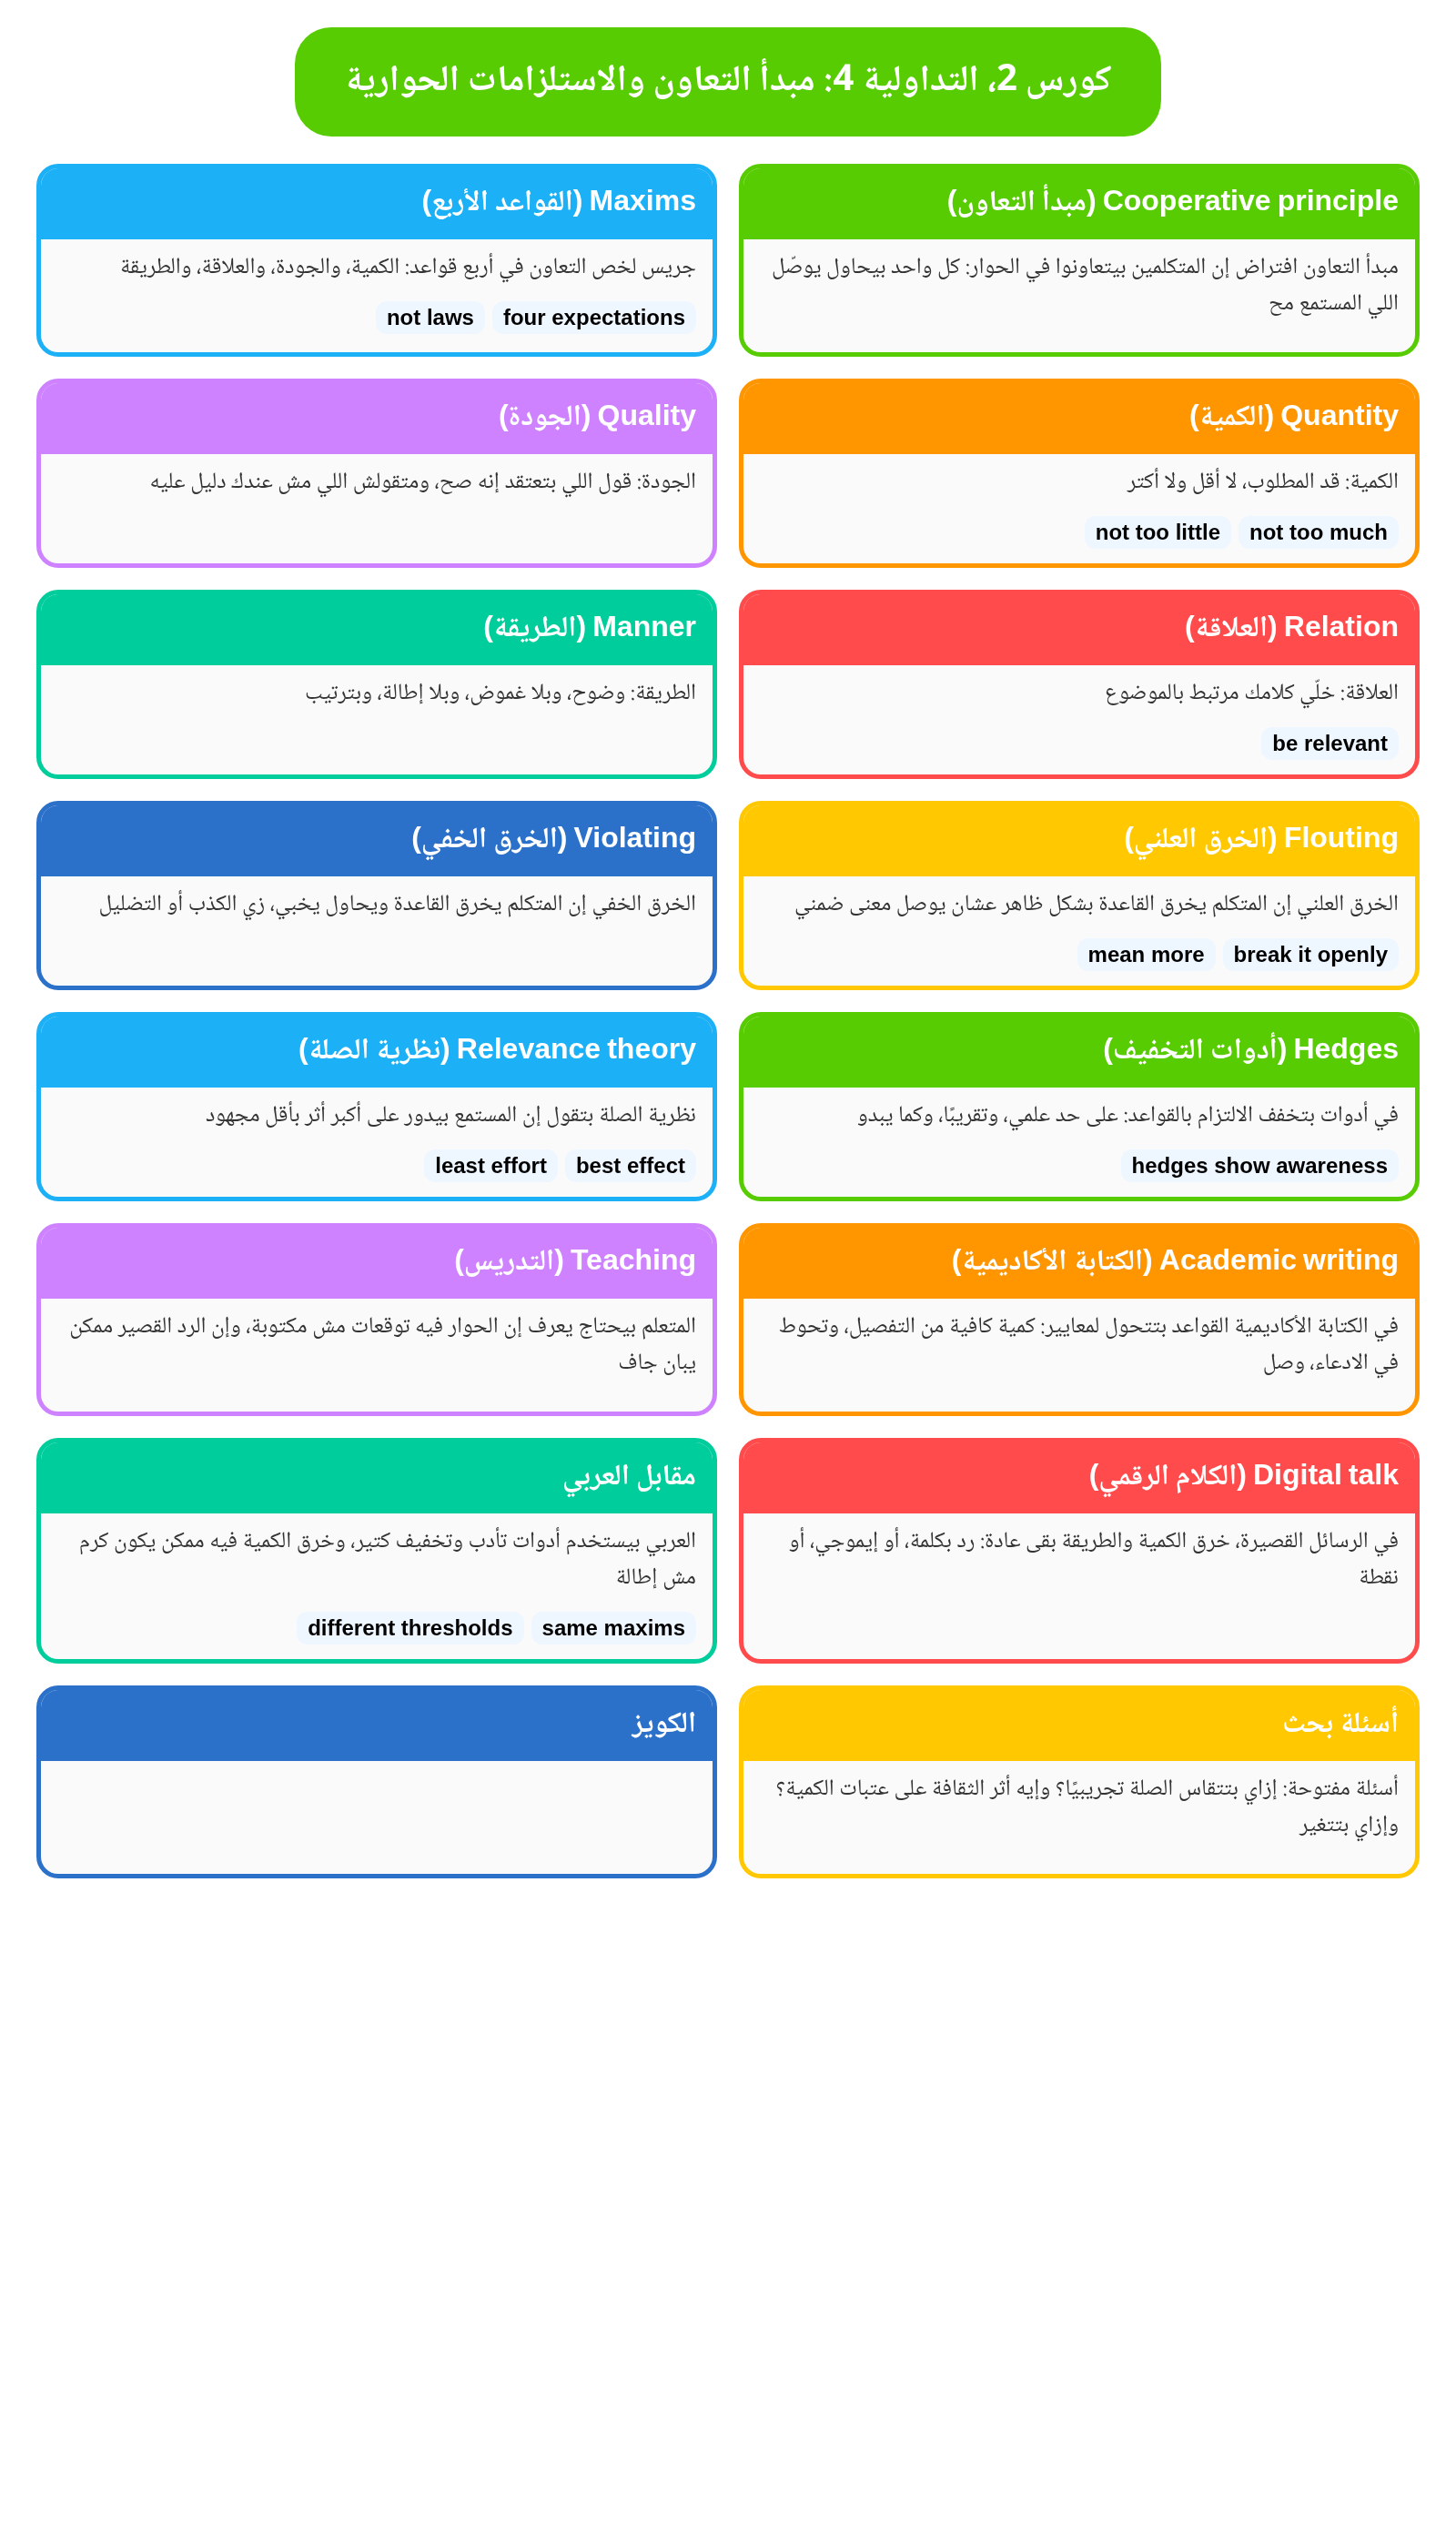 كورس 2، التداولية 4: مبدأ التعاون والاستلزامات الحوارية
Cooperative principle (مبدأ التعاون)
مبدأ التعاون افتراض إن المتكلمين بيتعاونوا في الحوار: كل واحد بيحاول يوصّل
اللي المستمع مح
Maxims (القواعد الأربع)
جريس لخص التعاون في أربع قواعد: الكمية، والجودة، والعلاقة، والطريقة
four expectations
not laws
Quantity (الكمية)
الكمية: قد المطلوب، لا أقل ولا أكتر
not too much
not too little
Quality (الجودة)
الجودة: قول اللي بتعتقد إنه صح، ومتقولش اللي مش عندك دليل عليه
Relation (العلاقة)
العلاقة: خلّي كلامك مرتبط بالموضوع
be relevant
Manner (الطريقة)
الطريقة: وضوح، وبلا غموض، وبلا إطالة، وبترتيب
Flouting (الخرق العلني)
الخرق العلني إن المتكلم يخرق القاعدة بشكل ظاهر عشان يوصل معنى ضمني
break it openly
mean more
Violating (الخرق الخفي)
الخرق الخفي إن المتكلم يخرق القاعدة ويحاول يخبي، زي الكذب أو التضليل
Hedges (أدوات التخفيف)
في أدوات بتخفف الالتزام بالقواعد: على حد علمي، وتقريبًا، وكما يبدو
hedges show awareness
Relevance theory (نظرية الصلة)
نظرية الصلة بتقول إن المستمع بيدور على أكبر أثر بأقل مجهود
best effect
least effort
Academic writing (الكتابة الأكاديمية)
في الكتابة الأكاديمية القواعد بتتحول لمعايير: كمية كافية من التفصيل، وتحوط
في الادعاء، وصل
Teaching (التدريس)
المتعلم بيحتاج يعرف إن الحوار فيه توقعات مش مكتوبة، وإن الرد القصير ممكن
يبان جاف
Digital talk (الكلام الرقمي)
في الرسائل القصيرة، خرق الكمية والطريقة بقى عادة: رد بكلمة، أو إيموجي، أو
نقطة
مقابل العربي
العربي بيستخدم أدوات تأدب وتخفيف كتير، وخرق الكمية فيه ممكن يكون كرم
مش إطالة
same maxims
different thresholds
أسئلة بحث
أسئلة مفتوحة: إزاي بتتقاس الصلة تجريبيًا؟ وإيه أثر الثقافة على عتبات الكمية؟
وإزاي بتتغير
الكويز